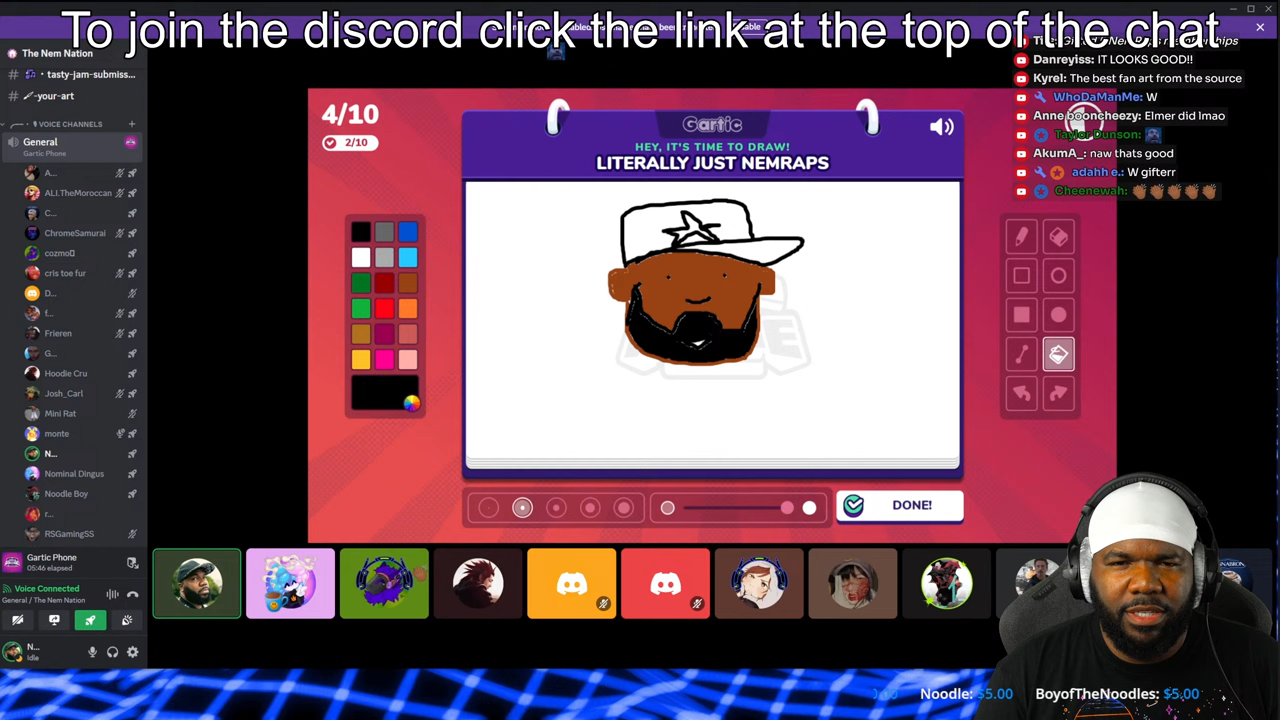 To join the discord click the link at the top of the chat
The Nem Nation
# tasty-jam-submiss...
# -your-art
VOICE CHANNELS
General
Gartic Phone
A...
ALI.TheMoroccan
C...
ChromeSamurai
cozmo
cris toe fur
D...
f...
Frieren
G...
Hoodie Cru
Josh_Carl
Mini Rat
monte
N...
Nominal Dingus
Noodle Boy
r...
RSGamingSS
Gartic Phone
05:46 elapsed
Voice Connected
General / The Nem Nation
N...
Idle
4/10
2/10
Gartic
HEY, IT'S TIME TO DRAW!
LITERALLY JUST NEMRAPS
DONE!
Danreyiss: IT LOOKS GOOD!!
Kyrel: The best fan art from the source
WhoDaManMe: W
Anne booncheezy: Elmer did lmao
Taylor Dunson:
AkumA_: naw thats good
adahh e.: W gifterr
Cheenewah:
Noodle: $5.00
BoyofTheNoodles: $5.00